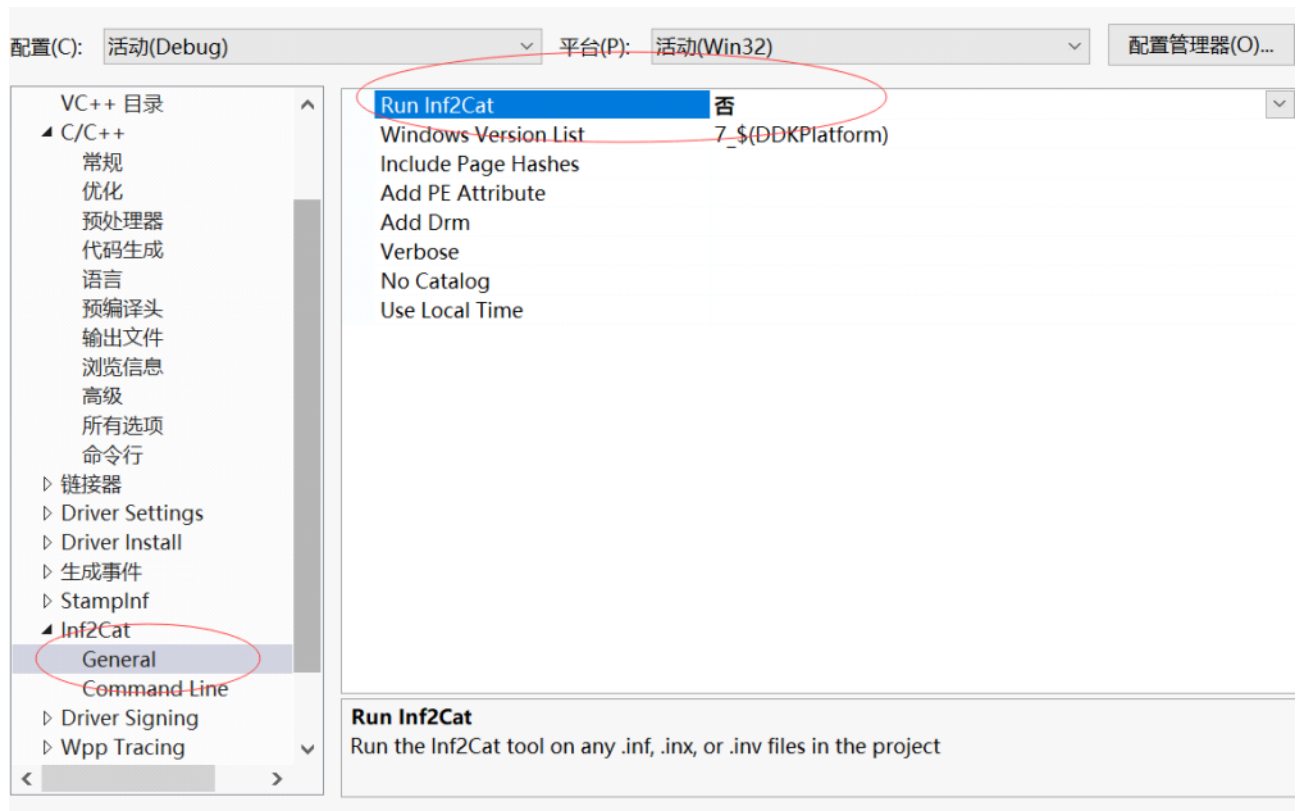 配置(C): 活动(Debug) 平台(P): 活动(Win32) 配置管理器(O)...
VC++ 目录
C/C++
常规
优化
预处理器
代码生成
语言
预编译头
输出文件
浏览信息
高级
所有选项
命令行
链接器
Driver Settings
Driver Install
生成事件
StampInf
Inf2Cat
General
Command Line
Driver Signing
Wpp Tracing
Run Inf2Cat 否
Windows Version List 7_$(DDKPlatform)
Include Page Hashes
Add PE Attribute
Add Drm
Verbose
No Catalog
Use Local Time
Run Inf2Cat
Run the Inf2Cat tool on any .inf, .inx, or .inv files in the project